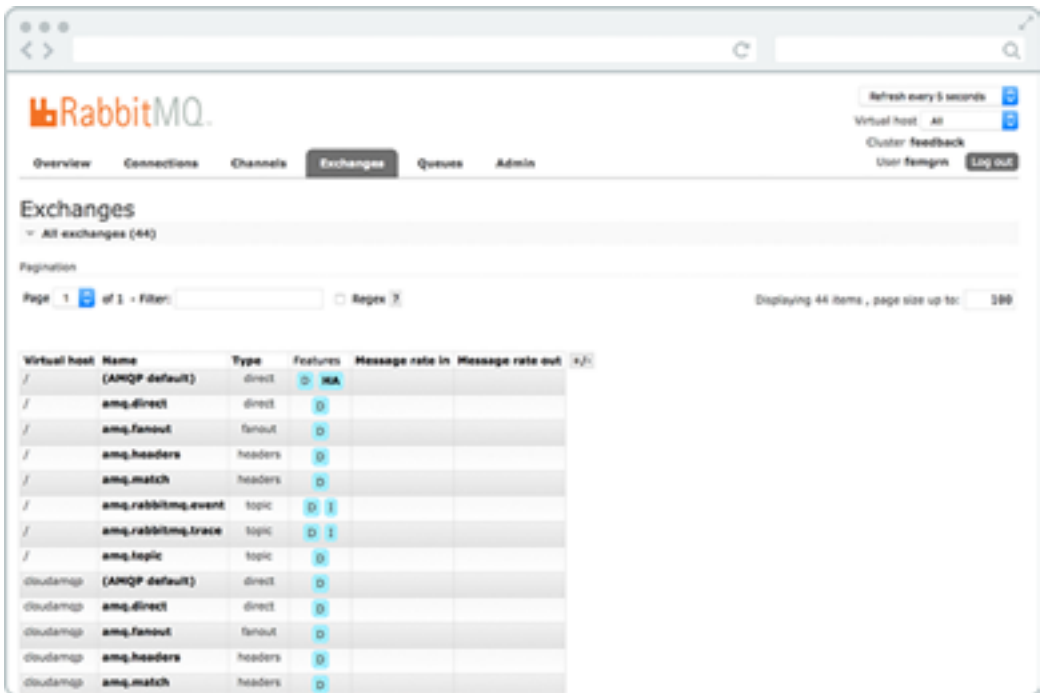 RabbitMQ.
Refresh every 5 seconds
Virtual host All
Cluster feedback
User femgrn Log out
Overview Connections Channels Exchanges Queues Admin
Exchanges
All exchanges (44)
Pagination
Page 1 of 1 - Filter: Regex ? Displaying 44 items , page size up to: 100
Virtual host Name Type Features Message rate in Message rate out +/-
/ (AMQP default) direct D HA
/ amq.direct direct D
/ amq.fanout fanout D
/ amq.headers headers D
/ amq.match headers D
/ amq.rabbitmq.event topic D I
/ amq.rabbitmq.trace topic D I
/ amq.topic topic D
cloudamqp (AMQP default) direct D
cloudamqp amq.direct direct D
cloudamqp amq.fanout fanout D
cloudamqp amq.headers headers D
cloudamqp amq.match headers D